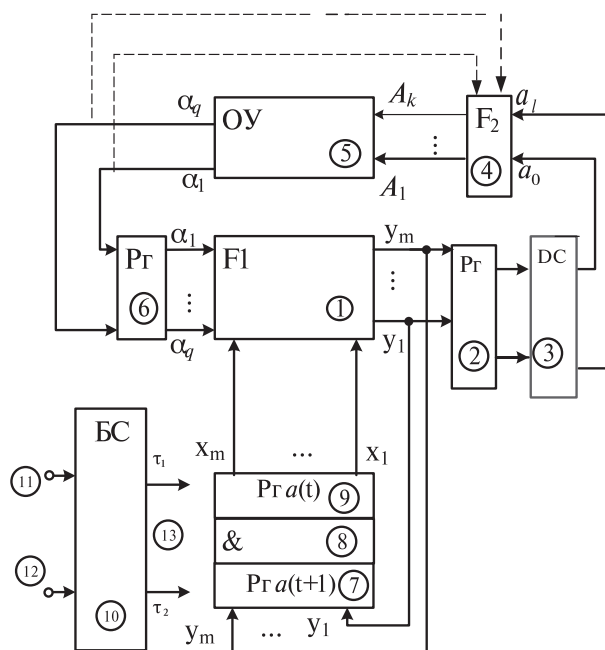 α_q
ОУ
5
α_1
A_k
⋮
A_1
F_2
4
a_l
a_0
Рг
6
α_1
⋮
α_q
F1
1
y_m
⋮
y_1
Рг
2
DC
3
БС
11
12
10
13
τ_1
τ_2
x_m
...
x_1
Рг a(t)
9
&
8
Рг a(t+1)
7
y_m
...
y_1